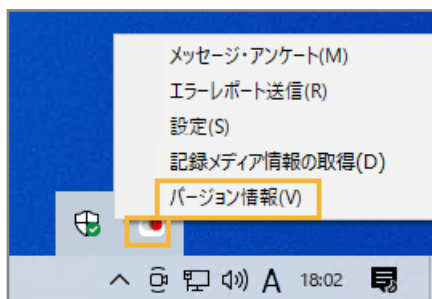 メッセージ・アンケート(M)
エラーレポート送信(R)
設定(S)
記録メディア情報の取得(D)
バージョン情報(V)
A 18:02